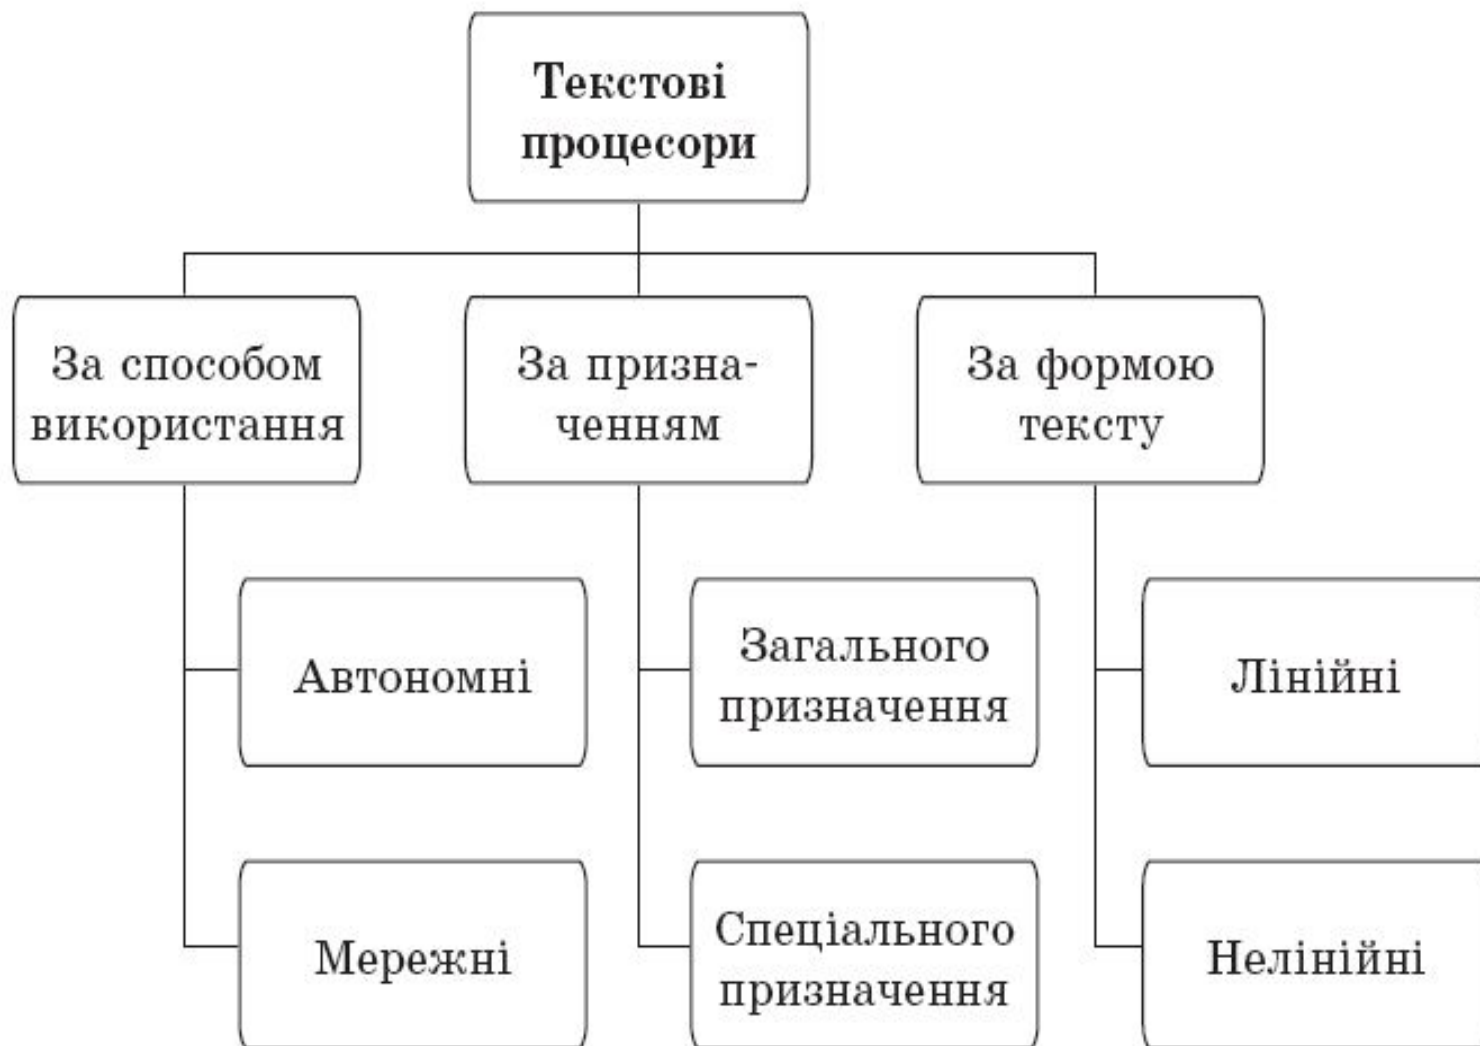 Текстові
процесори
За способом
використання
За призна-
ченням
За формою
тексту
Автономні
Загального
призначення
Лінійні
Мережні
Спеціального
призначення
Нелінійні